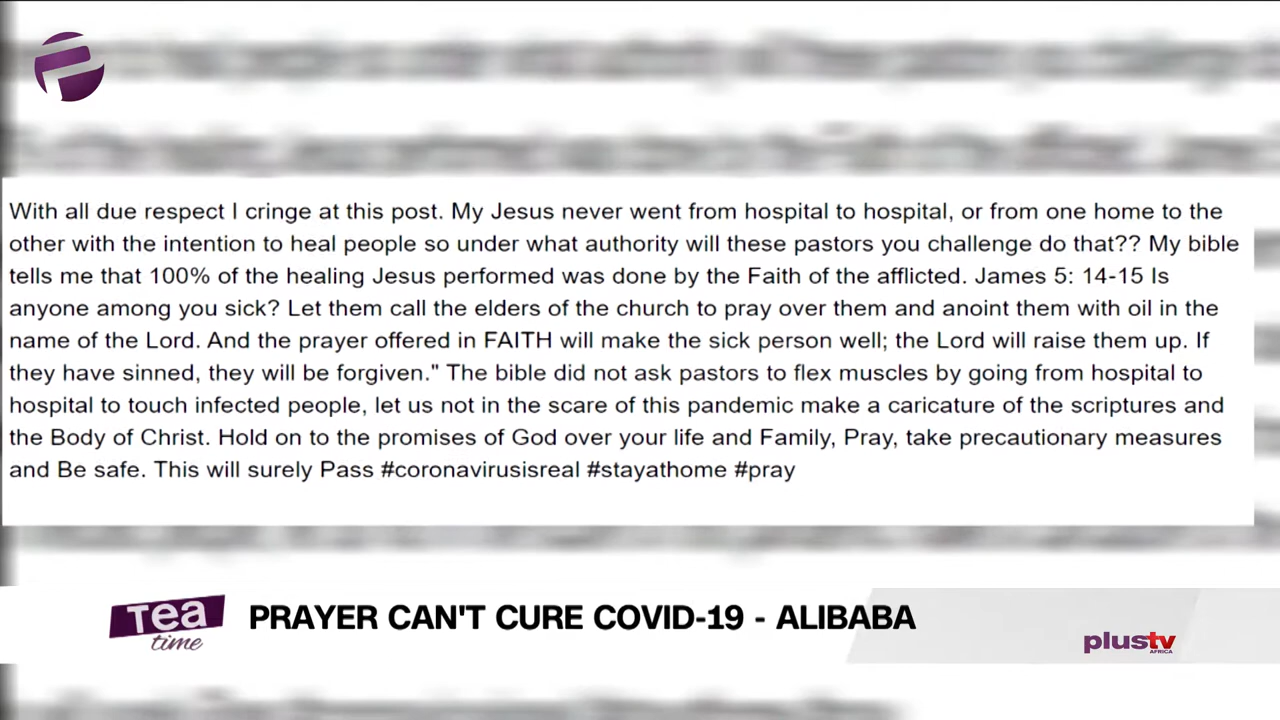 With all due respect I cringe at this post. My Jesus never went from hospital to hospital, or from one home to the
other with the intention to heal people so under what authority will these pastors you challenge do that?? My bible
tells me that 100% of the healing Jesus performed was done by the Faith of the afflicted. James 5: 14-15 Is
anyone among you sick? Let them call the elders of the church to pray over them and anoint them with oil in the
name of the Lord. And the prayer offered in FAITH will make the sick person well; the Lord will raise them up. If
they have sinned, they will be forgiven." The bible did not ask pastors to flex muscles by going from hospital to
hospital to touch infected people, let us not in the scare of this pandemic make a caricature of the scriptures and
the Body of Christ. Hold on to the promises of God over your life and Family, Pray, take precautionary measures
and Be safe. This will surely Pass #coronavirusisreal #stayathome #pray
Tea
time
PRAYER CAN'T CURE COVID-19 - ALIBABA
plustv
AFRICA